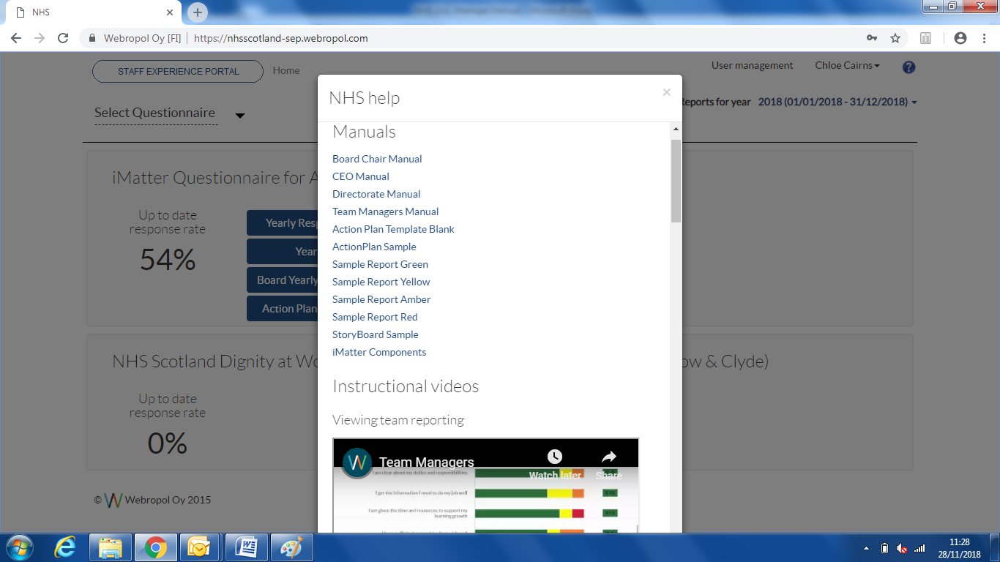 NHS
Webropol Oy [FI]
https://nhsscotland-sep.webropol.com
STAFF EXPERIENCE PORTAL
Home
User management
Chloe Cairns
?
Select Questionnaire
Reports for year 2018 (01/01/2018 - 31/12/2018)
NHS help
×
Manuals
Board Chair Manual
CEO Manual
Directorate Manual
Team Managers Manual
Action Plan Template Blank
ActionPlan Sample
Sample Report Green
Sample Report Yellow
Sample Report Amber
Sample Report Red
StoryBoard Sample
iMatter Components
Instructional videos
Viewing team reporting
Team Managers
Watch later
Share
I am clear about my duties and responsibilities
I get the information I need to do my job well
I am given the time and resources to support my
learning growth
iMatter Questionnaire for A
Up to date
response rate
54%
Yearly Res
Year
Board Yearly
Action Plan
NHS Scotland Dignity at Wo
ow & Clyde)
Up to date
response rate
0%
© Webropol Oy 2015
11:28
28/11/2018